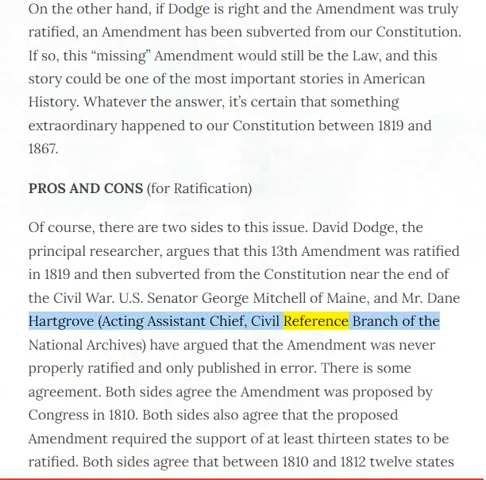 On the other hand, if Dodge is right and the Amendment was truly
ratified, an Amendment has been subverted from our Constitution.
If so, this “missing” Amendment would still be the Law, and this
story could be one of the most important stories in American
History. Whatever the answer, it’s certain that something
extraordinary happened to our Constitution between 1819 and
1867.
PROS AND CONS (for Ratification)
Of course, there are two sides to this issue. David Dodge, the
principal researcher, argues that this 13th Amendment was ratified
in 1819 and then subverted from the Constitution near the end of
the Civil War. U.S. Senator George Mitchell of Maine, and Mr. Dane
Hartgrove (Acting Assistant Chief, Civil Reference Branch of the
National Archives) have argued that the Amendment was never
properly ratified and only published in error. There is some
agreement. Both sides agree the Amendment was proposed by
Congress in 1810. Both sides also agree that the proposed
Amendment required the support of at least thirteen states to be
ratified. Both sides agree that between 1810 and 1812 twelve states